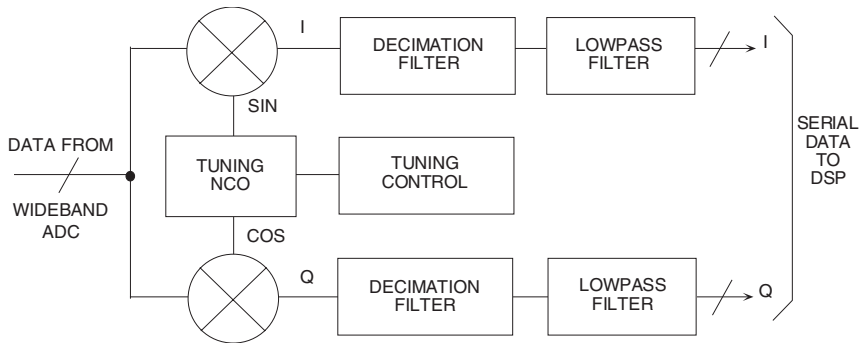 I
DECIMATION
FILTER
LOWPASS
FILTER
I
SIN
DATA FROM
WIDEBAND
ADC
TUNING
NCO
TUNING
CONTROL
SERIAL
DATA
TO
DSP
COS
Q
DECIMATION
FILTER
LOWPASS
FILTER
Q